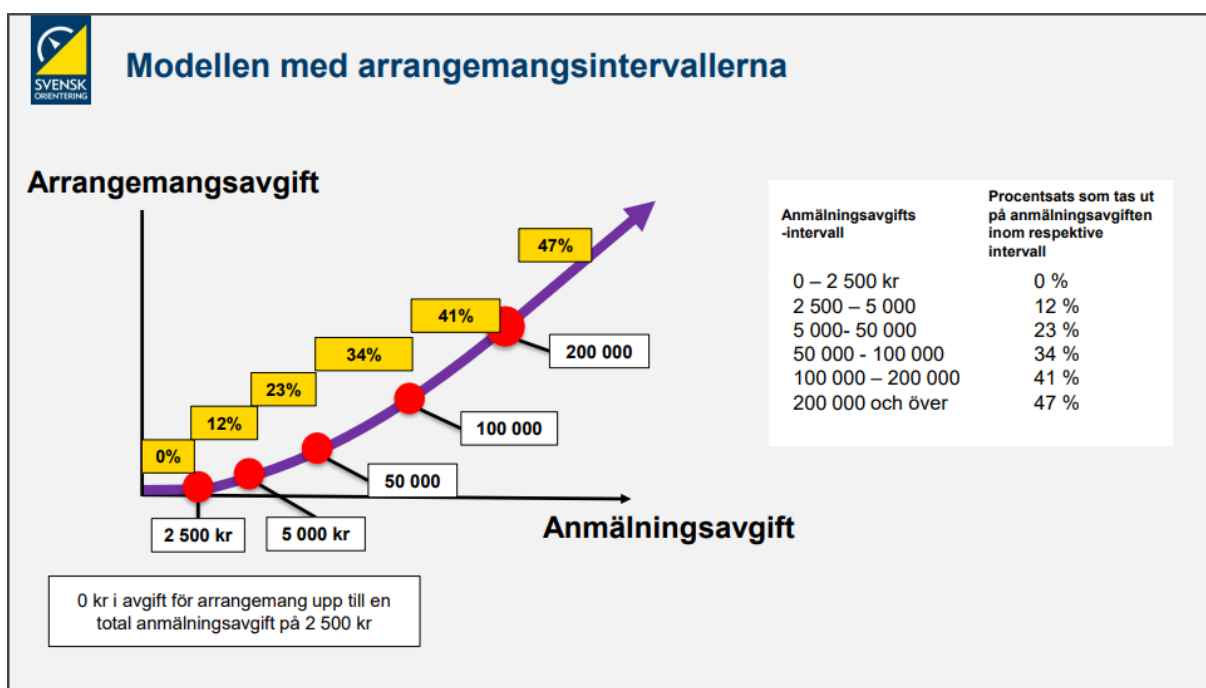 SVENSK
ORIENTERING
Modellen med arrangemangsintervallerna
Arrangemangsavgift
47%
41%
34%
23%
12%
0%
200 000
100 000
50 000
5 000 kr
2 500 kr
Anmälningsavgift
0 kr i avgift för arrangemang upp till en
total anmälningsavgift på 2 500 kr
Anmälningsavgifts
-intervall
Procentsats som tas ut
på anmälningsavgiften
inom respektive
intervall
0 – 2 500 kr 0 %
2 500 – 5 000 12 %
5 000- 50 000 23 %
50 000 - 100 000 34 %
100 000 – 200 000 41 %
200 000 och över 47 %